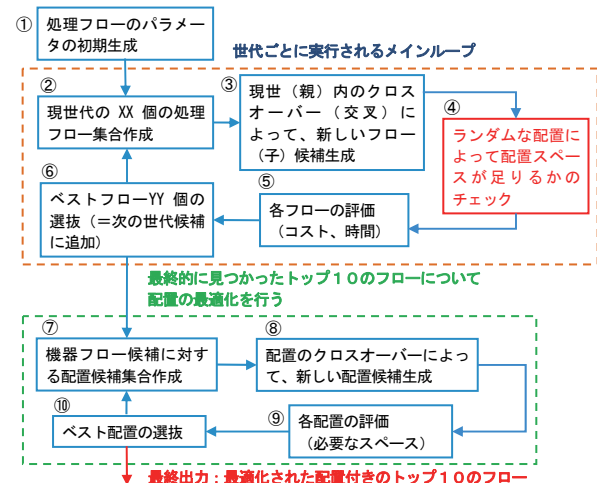 ①
処理フローのパラメー
タの初期生成
世代ごとに実行されるメインループ
②
現世代の XX 個の処理
フロー集合作成
③
現世(親)内のクロス
オーバー(交叉)に
よって、新しいフロー
(子)候補生成
④
ランダムな配置に
よって配置スペー
スが足りるかの
チェック
⑤
各フローの評価
(コスト、時間)
⑥
ベストフローYY 個の
選抜(=次の世代候補
に追加)
最終的に見つかったトップ10のフローについて
配置の最適化を行う
⑦
機器フロー候補に対す
る配置候補集合作成
⑧
配置のクロスオーバーによっ
て、新しい配置候補生成
⑨
各配置の評価
(必要なスペース)
⑩
ベスト配置の選抜
最終出力:最適化された配置付きのトップ10のフロー